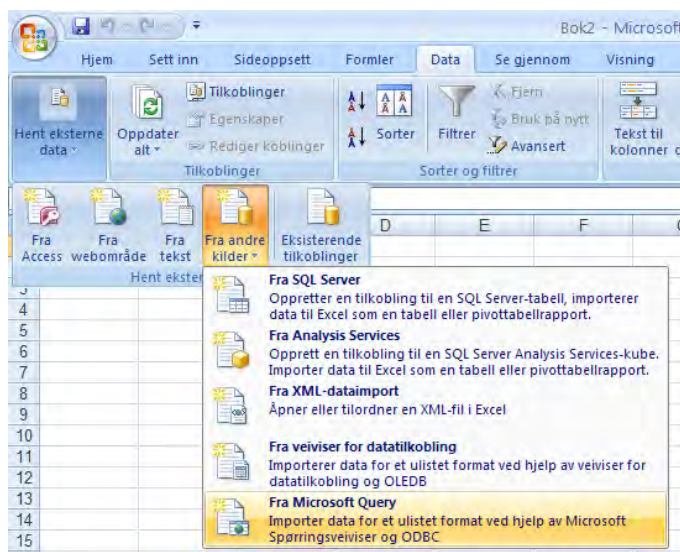 Bok2 - Microsoft
Hjem Sett inn Sideoppsett Formler Data Se gjennom Visning
Hent eksterne data
Oppdater alt
Tilkoblinger
Egenskaper
Rediger koblinger
Tilkoblinger
Sorter
Filtrer
Fjern
Bruk på nytt
Avansert
Sorter og filtrer
Tekst til
kolonner
Fra Access
Fra webområde
Fra tekst
Fra andre kilder
Eksisterende tilkoblinger
Hent ekster
D E F
Fra SQL Server
Oppretter en tilkobling til en SQL Server-tabell, importerer
data til Excel som en tabell eller pivottabellrapport.
Fra Analysis Services
Opprett en tilkobling til en SQL Server Analysis Services-kube.
Importer data til Excel som en tabell eller pivottabellrapport.
Fra XML-
dataimport
Åpner eller tilordner en XML-fil i Excel
Fra veiviser for datatilkobling
Importerer data for et ulistet format ved hjelp av veiviser for
datatilkobling og OLEDB
Fra Microsoft Query
Importer data for et ulistet format ved hjelp av Microsoft
Spørringsveiviser og ODBC
4
5
6
7
8
9
10
11
12
13
14
15